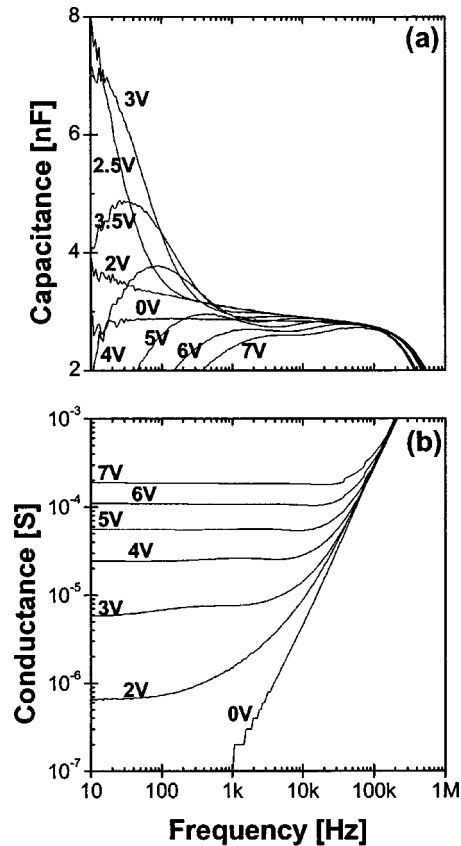 (a)
Capacitance [nF]
8
6
4
2
3V
2.5V
3.5V
2V
0V
4V
5V
6V
7V
(b)
Conductance [S]
10⁻³
10⁻⁴
10⁻⁵
10⁻⁶
10⁻⁷
7V
6V
5V
4V
3V
2V
0V
10 100 1k 10k 100k 1M
Frequency [Hz]